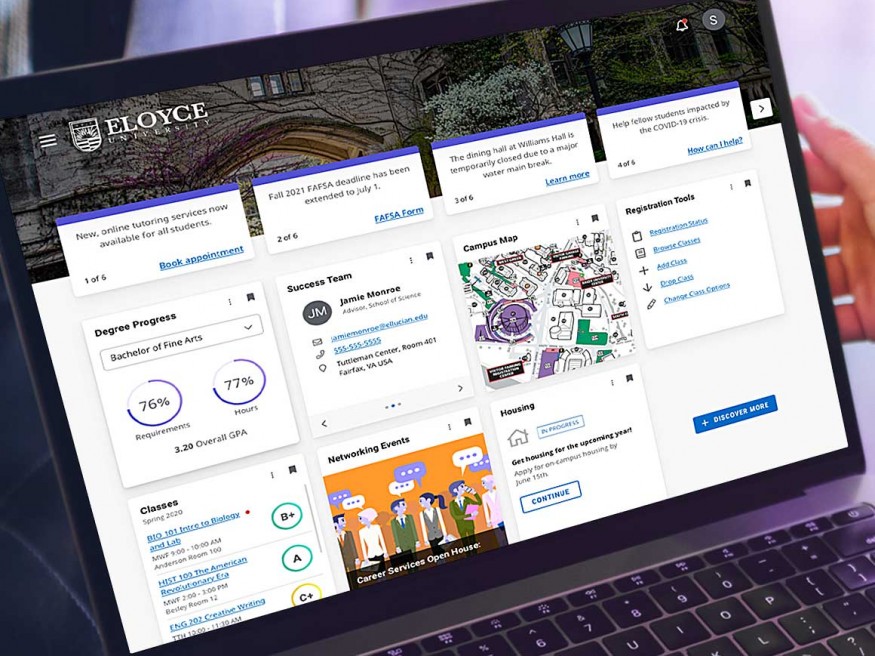 ELOYCE
UNIVERSITY
S
New, online tutoring services now
available for all students.
1 of 6
Book appointment
Fall 2021 FAFSA deadline has been
extended to July 1.
2 of 6
FAFSA Form
The dining hall at Williams Hall is
temporarily closed due to a major
water main break.
3 of 6
Learn more
Help fellow students impacted by
the COVID-19 crisis.
4 of 6
How can I help?
Degree Progress
Bachelor of Fine Arts
76%
Requirements
77%
Hours
3.20 Overall GPA
Success Team
JM
Jamie Monroe
Advisor, School of Science
jamiemonroe@ellucian.edu
555-555-5555
Tuttleman Center, Room 401
Fairfax, VA USA
Campus Map
Registration Tools
Registration Status
Browse Classes
Add Class
Drop Class
Change Class Options
Classes
Spring 2020
BIO 101 Intro to Biology
and Lab
MWF 9:00 - 10:00 AM
Anderson Room 160
B+
HIST 109 The American
Revolutionary Era
MWF 2:00 - 3:00 PM
Besley Room 12
A
ENG 202 Creative Writing
C+
Networking Events
Career Services Open House:
Housing
IN PROGRESS
Get housing for the upcoming year!
Apply for on-campus housing by
June 15th.
CONTINUE
+ DISCOVER MORE